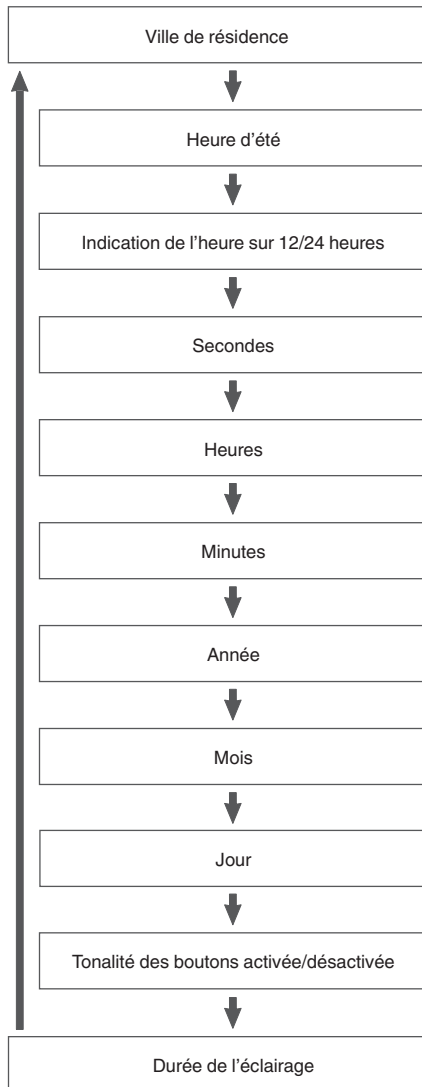 Ville de résidence
Heure d’été
Indication de l’heure sur 12/24 heures
Secondes
Heures
Minutes
Année
Mois
Jour
Tonalité des boutons activée/désactivée
Durée de l’éclairage